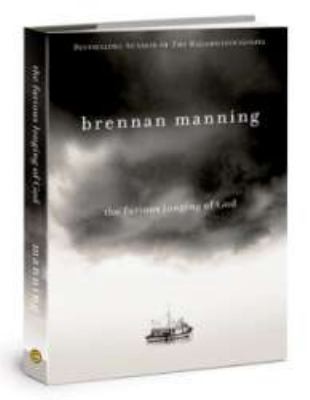 BESTSELLING AUTHOR OF THE RAGAMUFFIN GOSPEL
brennan manning
the furious longing of God
the furious longing of God
manning